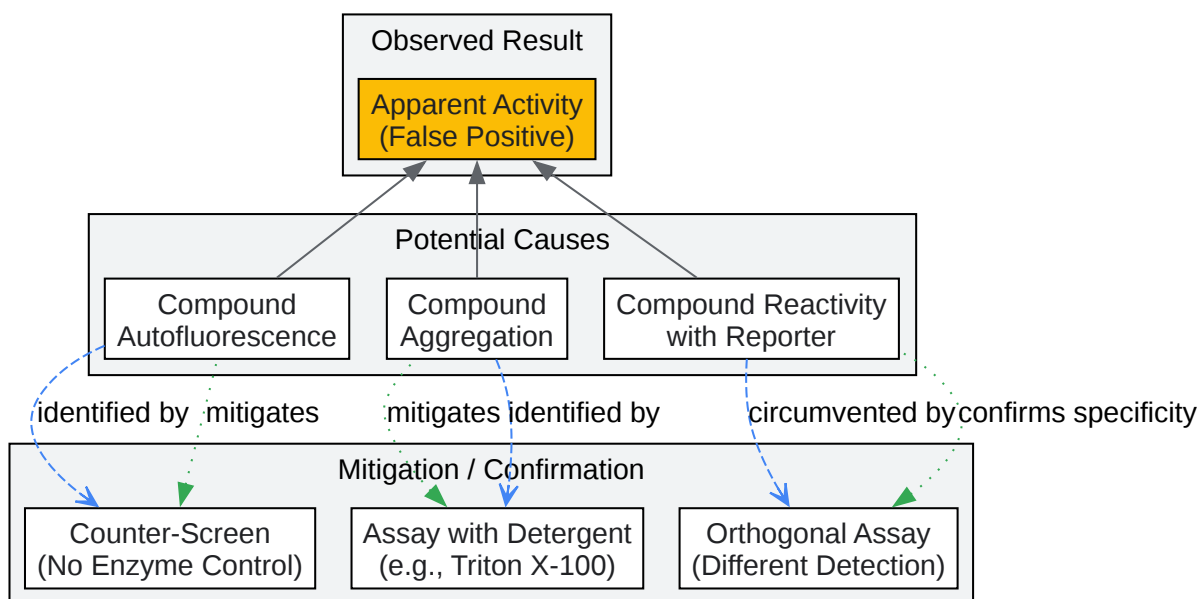 Observed Result
Apparent Activity
(False Positive)
Potential Causes
Compound
Autofluorescence
Compound
Aggregation
Compound Reactivity
with Reporter
identified by
mitigates
mitigates
identified by
circumvented by
confirms specificity
Mitigation / Confirmation
Counter-Screen
(No Enzyme Control)
Assay with Detergent
(e.g., Triton X-100)
Orthogonal Assay
(Different Detection)